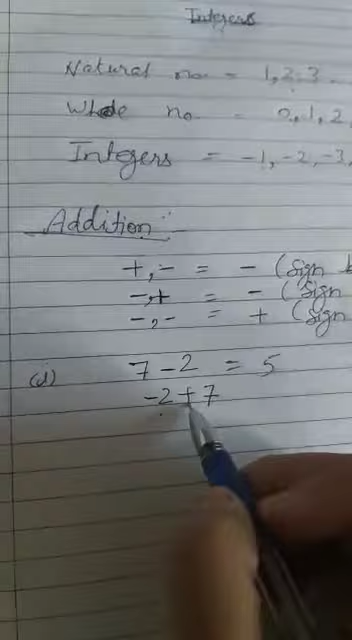 Integers
Natural no. = 1, 2, 3.
Whole no = 0, 1, 2,
Integers = -1, -2, -3,
Addition:
+, - = - (Sign
-, + = - (Sign
-, - = + (Sign
(1) 7 - 2 = 5
-2 + 7